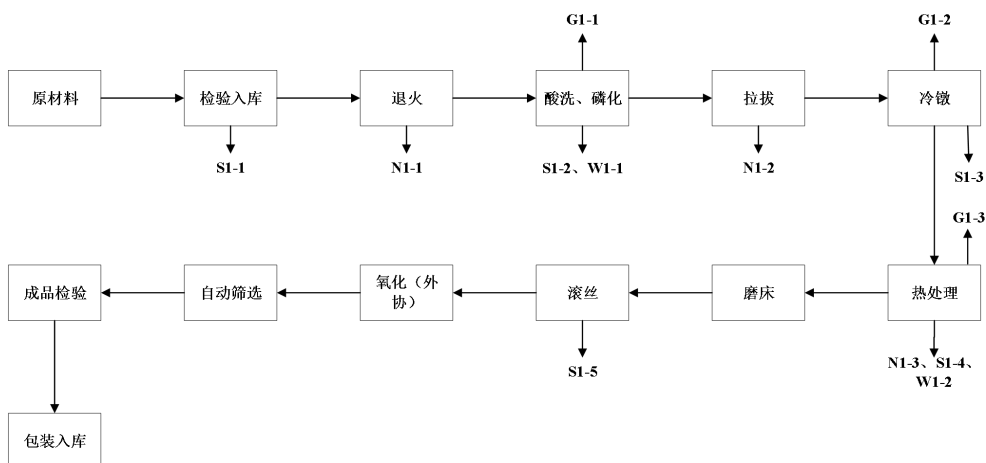 G1-1
G1-2
原材料
检验入库
退火
酸洗、磷化
拉拔
冷镦
S1-1
N1-1
S1-2、W1-1
N1-2
S1-3
G1-3
成品检验
自动筛选
氧化（外
协）
滚丝
磨床
热处理
S1-5
N1-3、S1-4、
W1-2
包装入库